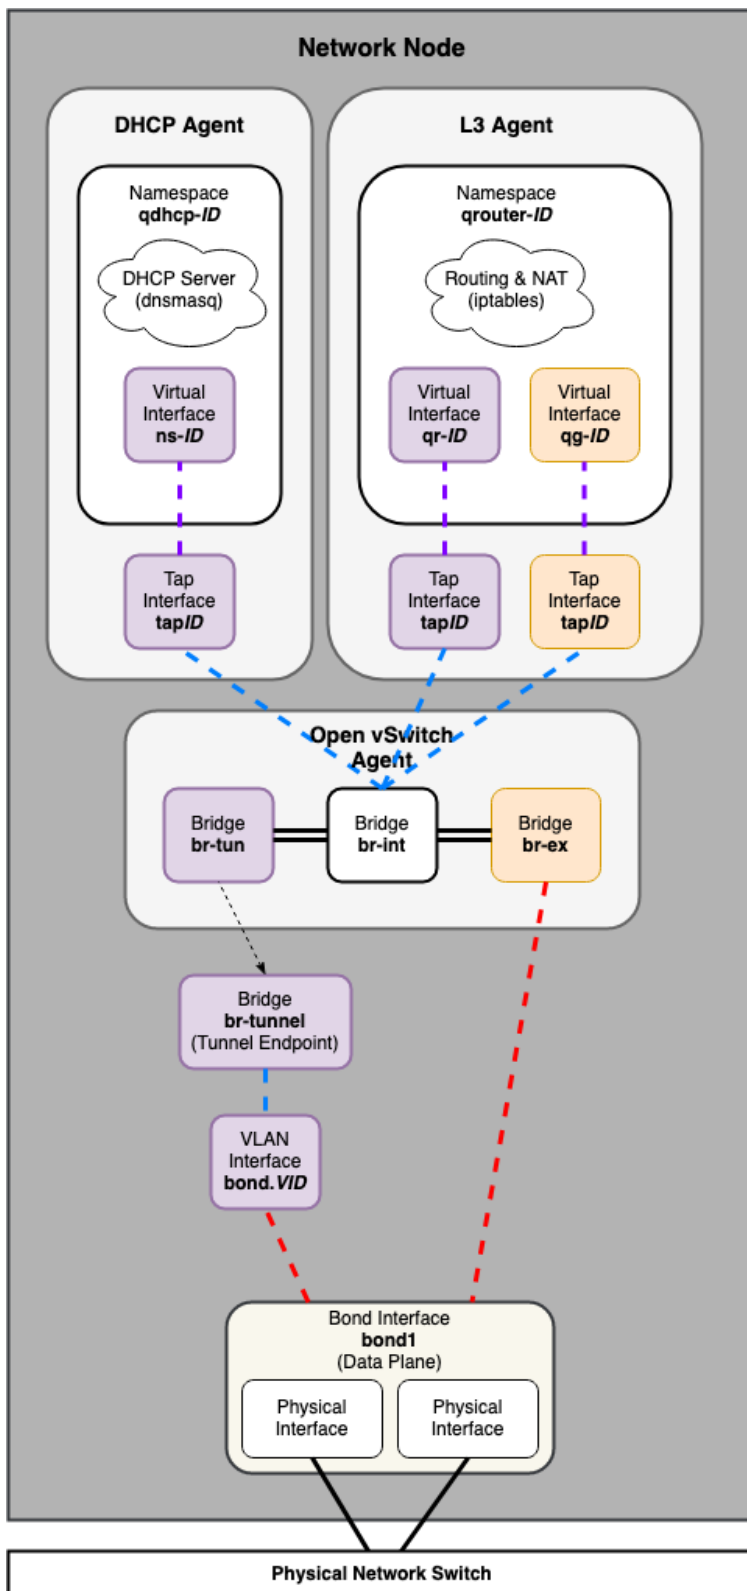 Network Node
DHCP Agent
Namespace
qdhcp-ID
DHCP Server
(dnsmasq)
Virtual
Interface
ns-ID
Tap
Interface
tapID
L3 Agent
Namespace
qrouter-ID
Routing & NAT
(iptables)
Virtual
Interface
qr-ID
Virtual
Interface
qg-ID
Tap
Interface
tapID
Tap
Interface
tapID
Open vSwitch
Agent
Bridge
br-tun
Bridge
br-int
Bridge
br-ex
Bridge
br-tunnel
(Tunnel Endpoint)
VLAN
Interface
bond.VID
Bond Interface
bond1
(Data Plane)
Physical
Interface
Physical
Interface
Physical Network Switch